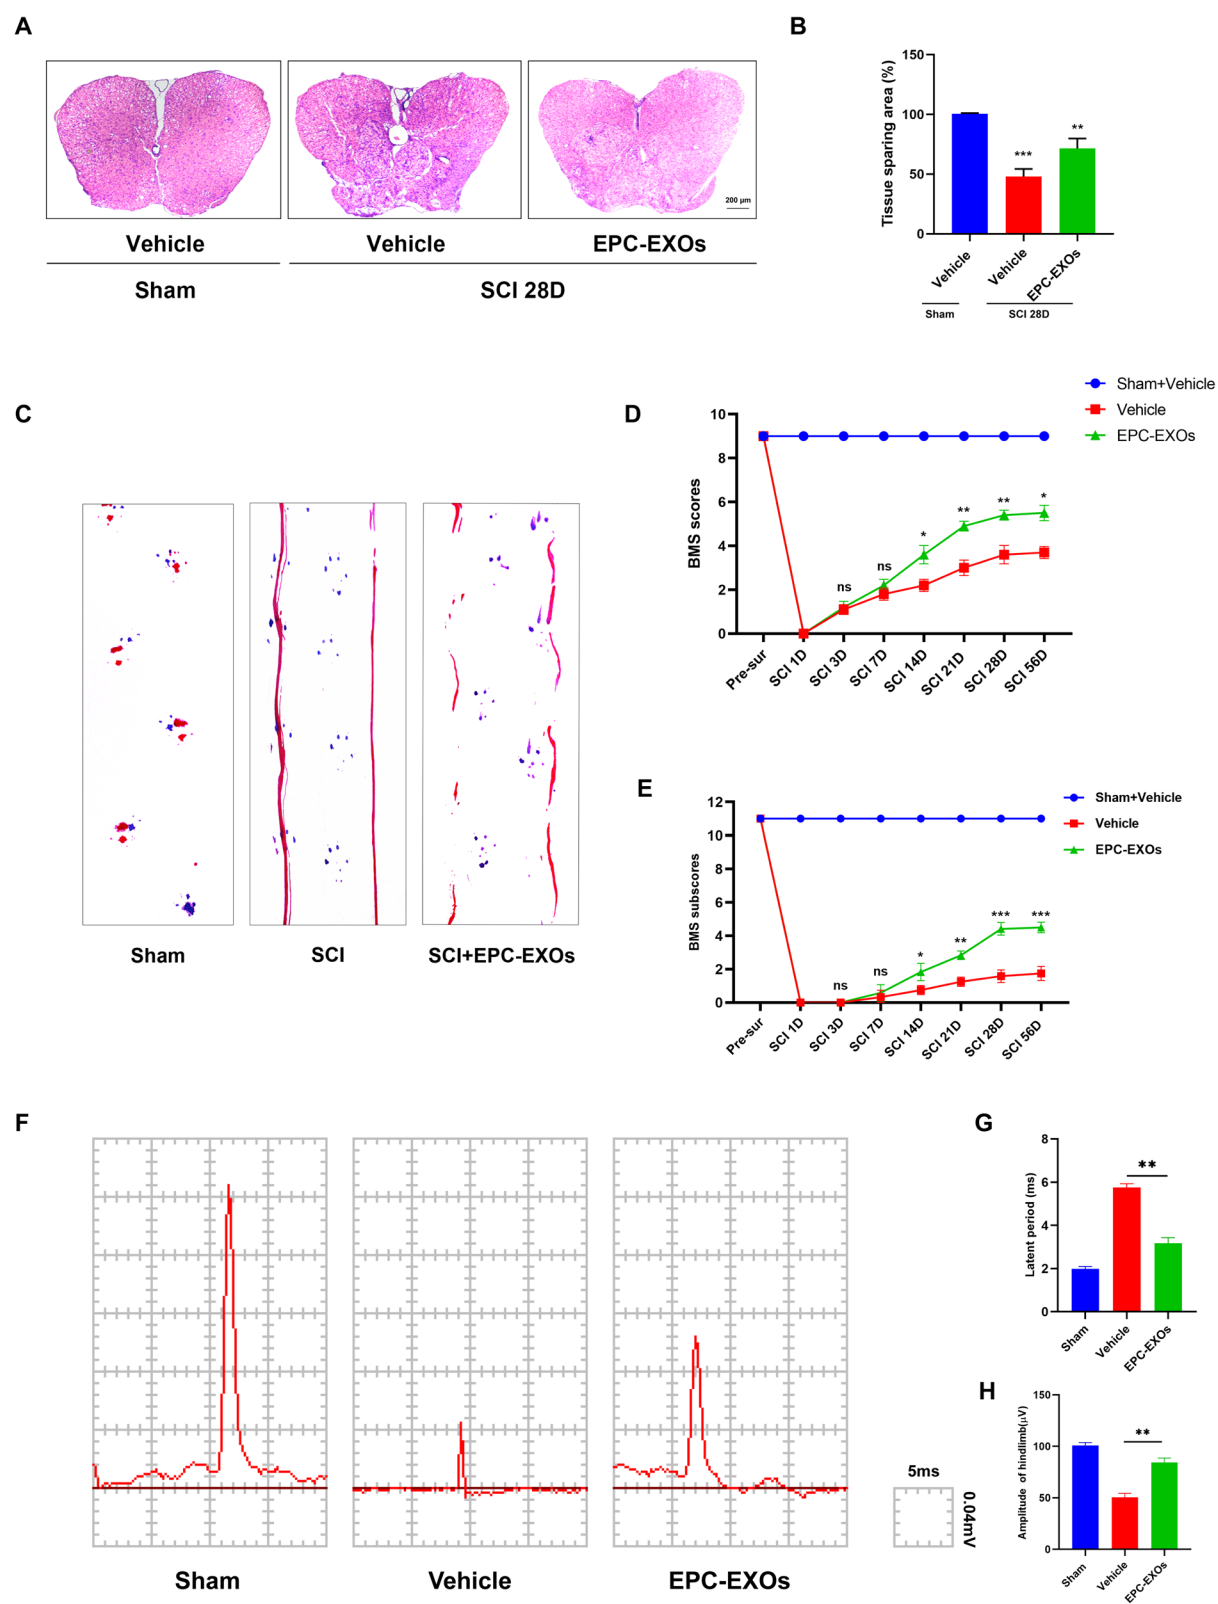 A
200 μm
Vehicle
Vehicle
EPC-EXOs
Sham
SCI 28D
B
Tissue sparing area (%)
150
100
50
0
***
**
Vehicle
Vehicle
EPC-EXOs
Sham
SCI 28D
C
Sham
SCI
SCI+EPC-EXOs
D
Sham+Vehicle
Vehicle
EPC-EXOs
BMS scores
10
8
6
4
2
0
ns
ns
*
**
**
*
Pre-sur
SCI 1D
SCI 3D
SCI 7D
SCI 14D
SCI 21D
SCI 28D
SCI 56D
E
Sham+Vehicle
Vehicle
EPC-EXOs
BMS subscores
12
10
8
6
4
2
0
ns
ns
*
**
***
***
Pre-sur
SCI 1D
SCI 3D
SCI 7D
SCI 14D
SCI 21D
SCI 28D
SCI 56D
F
Sham
Vehicle
EPC-EXOs
5ms
0.04mV
G
Latent period (ms)
8
6
4
2
0
**
Sham
Vehicle
EPC-EXOs
H
Amplitude of hindlimb(μV)
150
100
50
0
**
Sham
Vehicle
EPC-EXOs